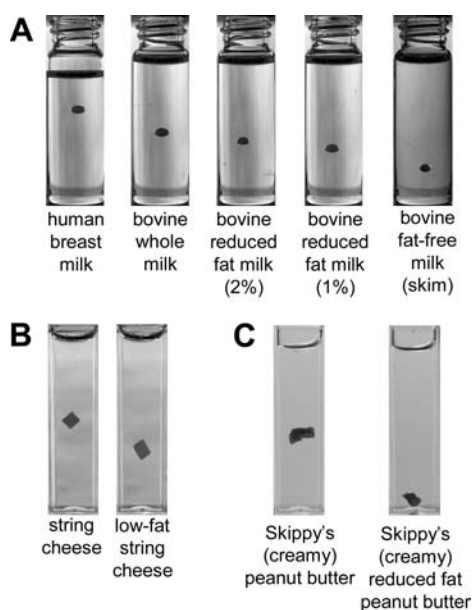 A
human
breast
milk
bovine
whole
milk
bovine
reduced
fat milk
(2%)
bovine
reduced
fat milk
(1%)
bovine
fat-free
milk
(skim)
B
string
cheese
low-fat
string
cheese
C
Skippy's
(creamy)
peanut butter
Skippy's
(creamy)
reduced fat
peanut butter